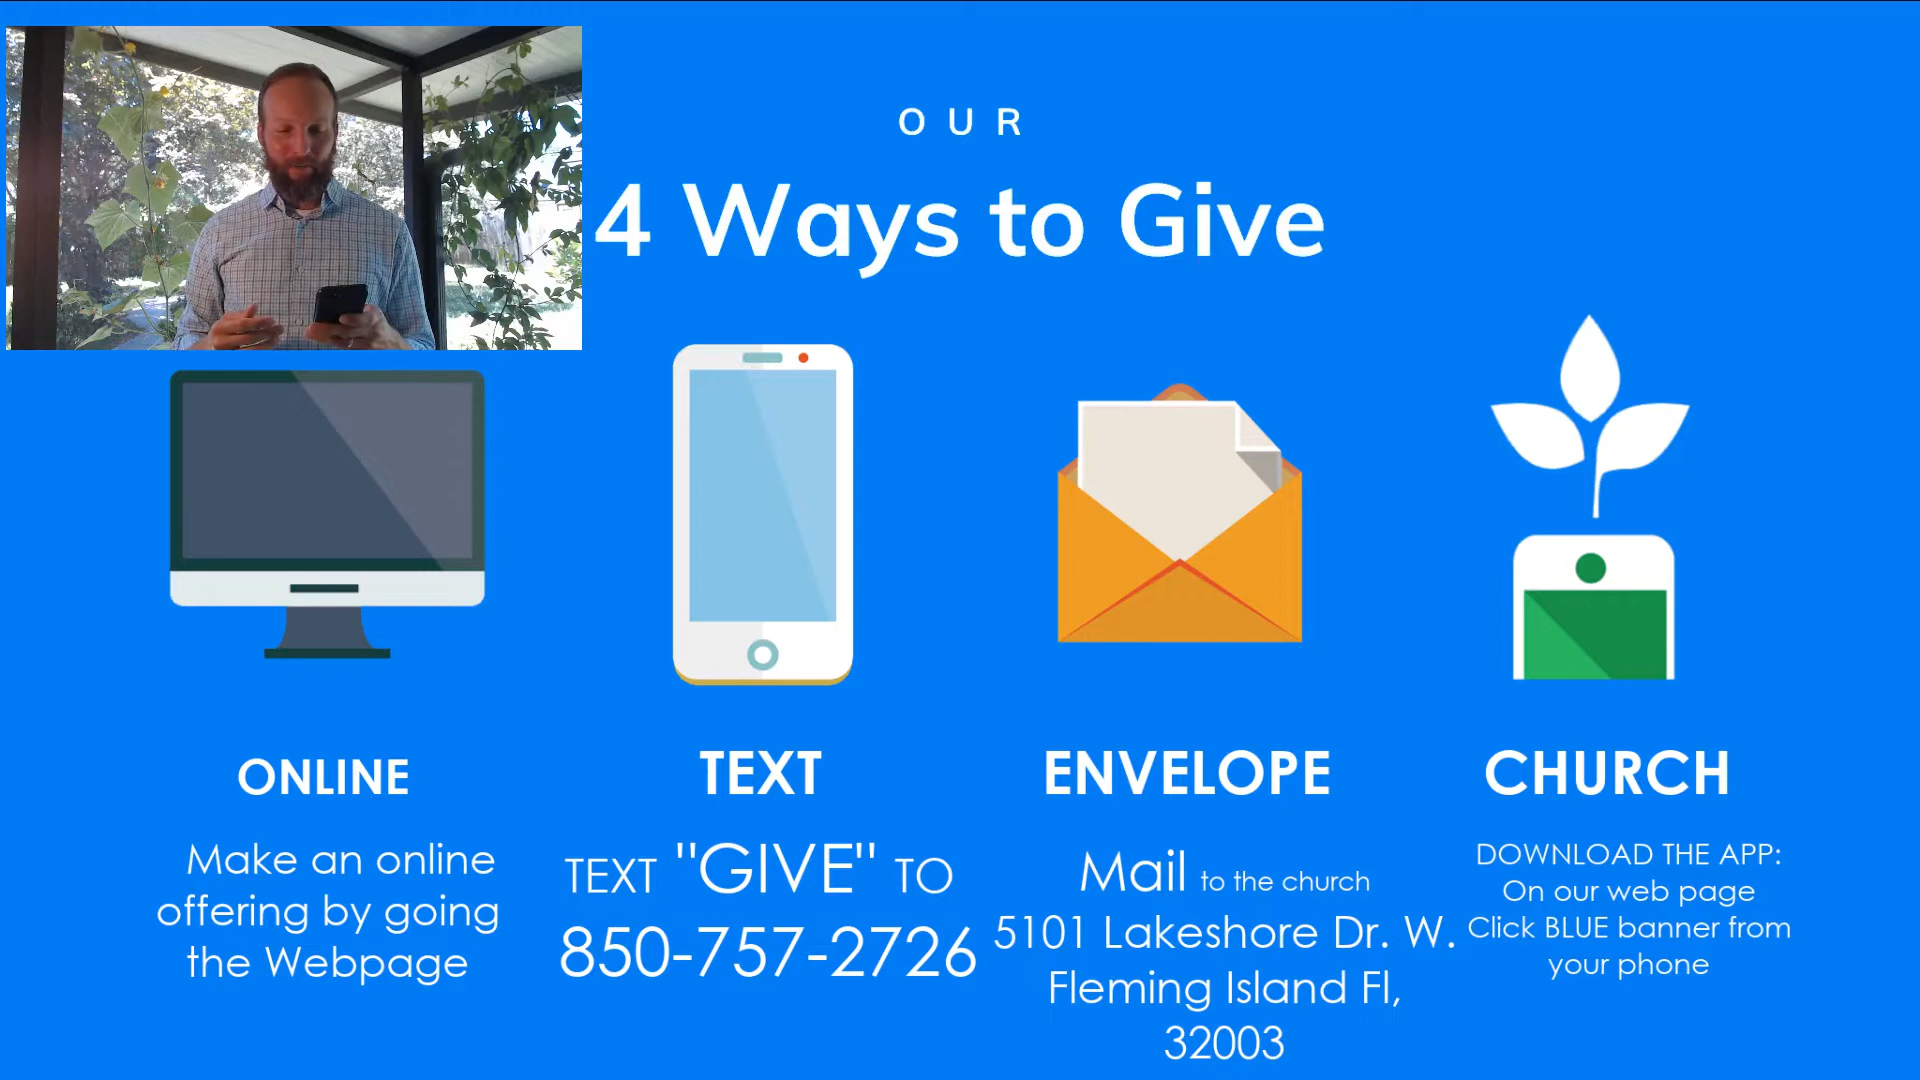 OUR
4 Ways to Give
ONLINE
Make an online
offering by going
the Webpage
TEXT
TEXT "GIVE" TO
850-757-2726
ENVELOPE
Mail to the church
5101 Lakeshore Dr. W.
Fleming Island Fl,
32003
CHURCH
DOWNLOAD THE APP:
On our web page
Click BLUE banner from
your phone